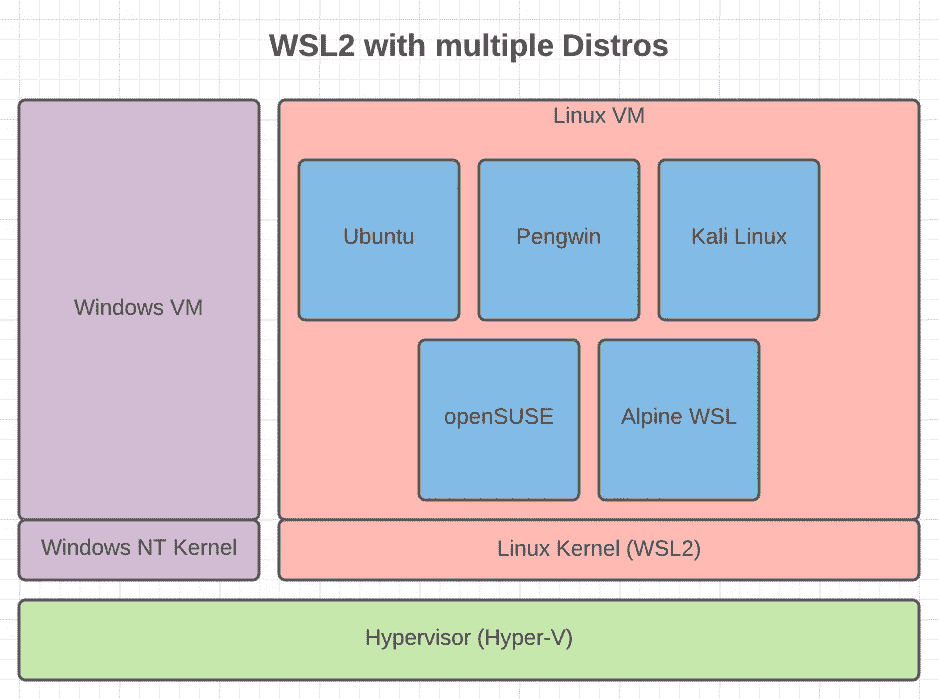 WSL2 with multiple Distros
Linux VM
Ubuntu
Pengwin
Kali Linux
Windows VM
openSUSE
Alpine WSL
Windows NT Kernel
Linux Kernel (WSL2)
Hypervisor (Hyper-V)